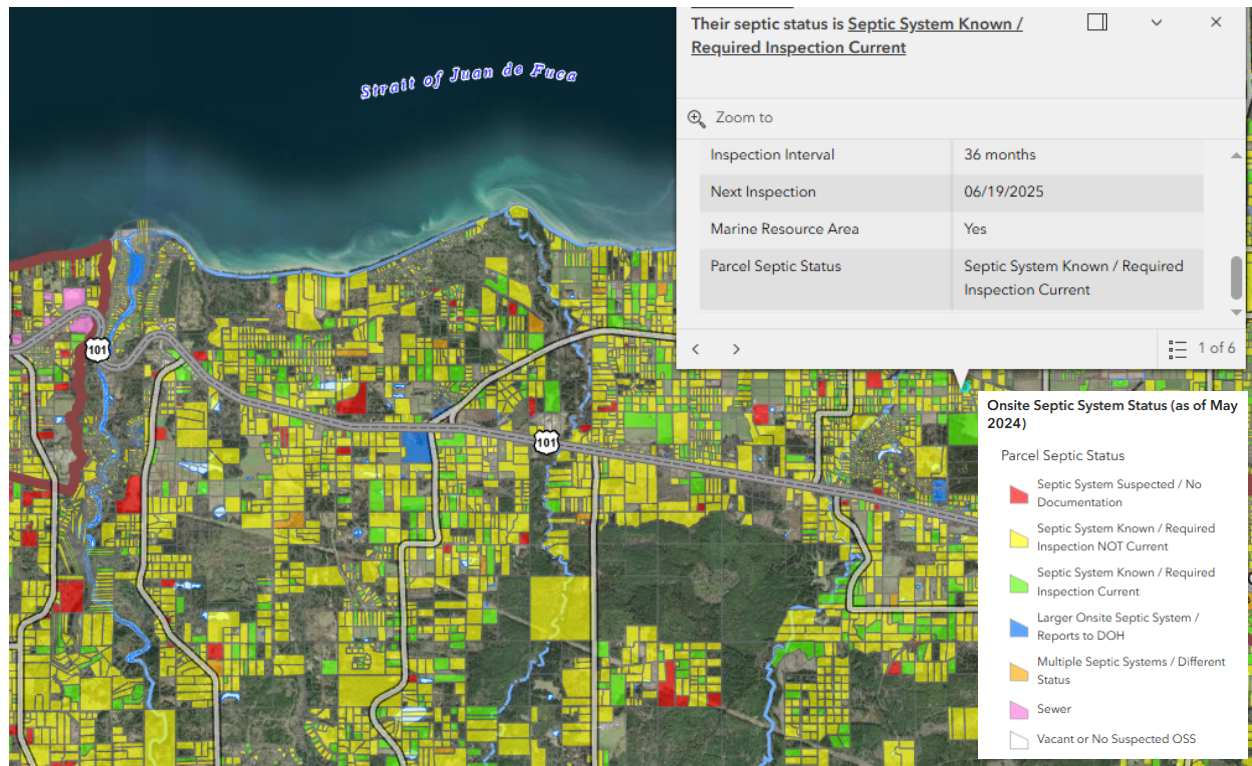 Their septic status is Septic System Known /
Required Inspection Current
Strait of Juan de Fuca
Zoom to
Inspection Interval 36 months
Next Inspection 06/19/2025
Marine Resource Area Yes
Parcel Septic Status Septic System Known / Required
Inspection Current
1 of 6
101
101
Onsite Septic System Status (as of May
2024)
Parcel Septic Status
Septic System Suspected / No
Documentation
Septic System Known / Required
Inspection NOT Current
Septic System Known / Required
Inspection Current
Larger Onsite Septic System /
Reports to DOH
Multiple Septic Systems / Different
Status
Sewer
Vacant or No Suspected OSS